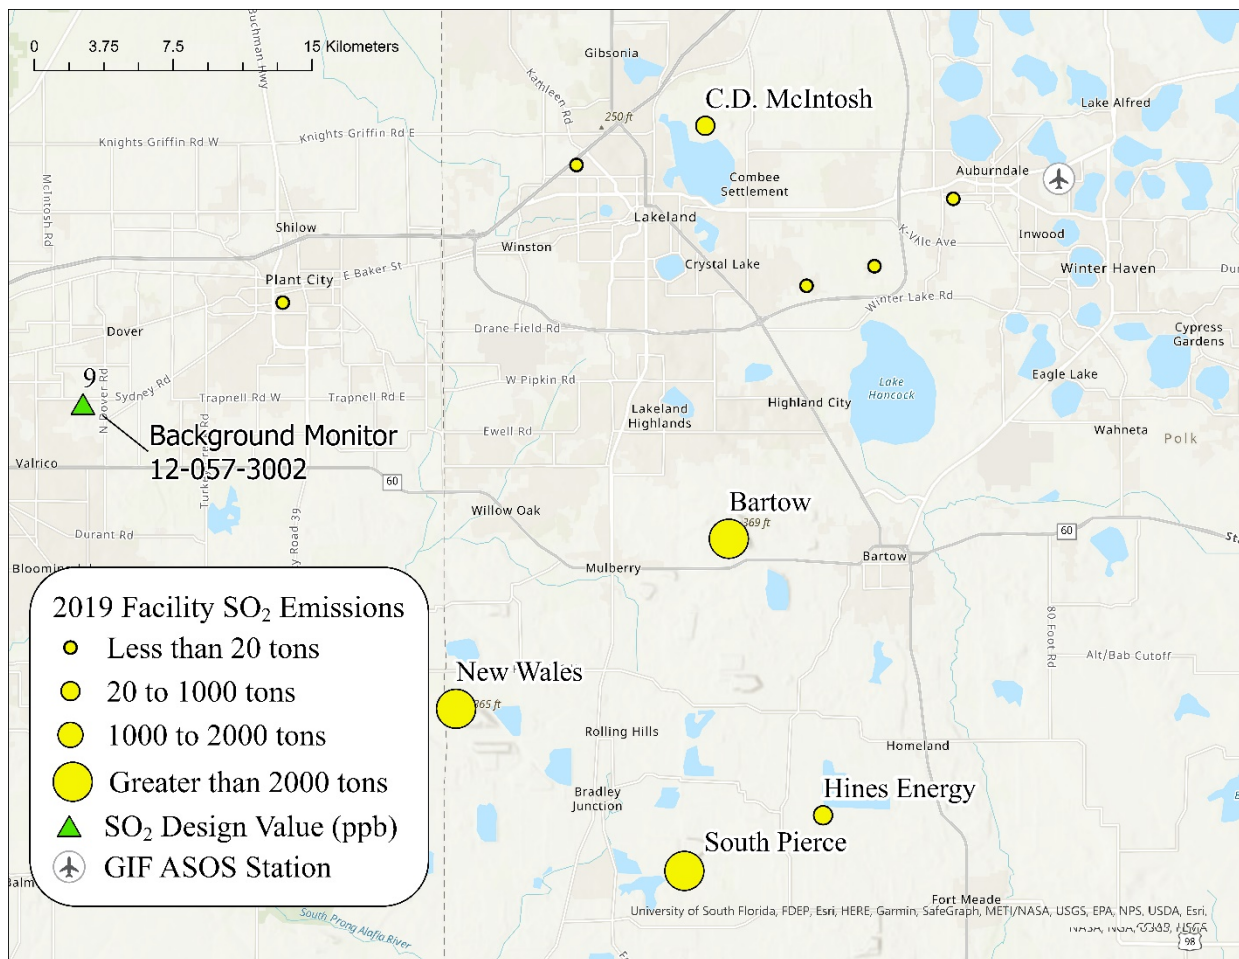 0 3.75 7.5 15 Kilometers
Buchman Hwy
Gibsonia
Kathleen Rd
C.D. McIntosh
Lake Alfred
250 ft
Knights Griffin Rd W
Knights Griffin Rd E
Combee
Settlement
Auburndale
McIntosh Rd
Lakeland
Shilow
Winston
K-Ville Ave
Inwood
Crystal Lake
Winter Haven
E Baker St
Plant City
Winter Lake Rd
Dover
Drane Field Rd
Cypress
Gardens
9
Sydney Rd
N Dover Rd
W Pipkin Rd
Lake
Hancock
Eagle Lake
Trapnell Rd W
Trapnell Rd E
Highland City
Lakeland
Highlands
Background Monitor
12-057-3002
Ewell Rd
Wahneta
Polk
Valrico
60
Bartow
Willow Oak
369 ft
Durant Rd
60
Bartow
Mulberry
2019 Facility SO₂ Emissions
Less than 20 tons
20 to 1000 tons
1000 to 2000 tons
Greater than 2000 tons
SO₂ Design Value (ppb)
GIF ASOS Station
80 Foot Rd
Alt/Bab Cutoff
New Wales
365 ft
Rolling Hills
Homeland
Bradley
Junction
Hines Energy
South Pierce
Fort Meade
South Prong Alafia River
University of South Florida, FDEP, Esri, HERE, Garmin, SafeGraph, METI/NASA, USGS, EPA, NPS, USDA, Esri,
NASA, NGA, USGS
98